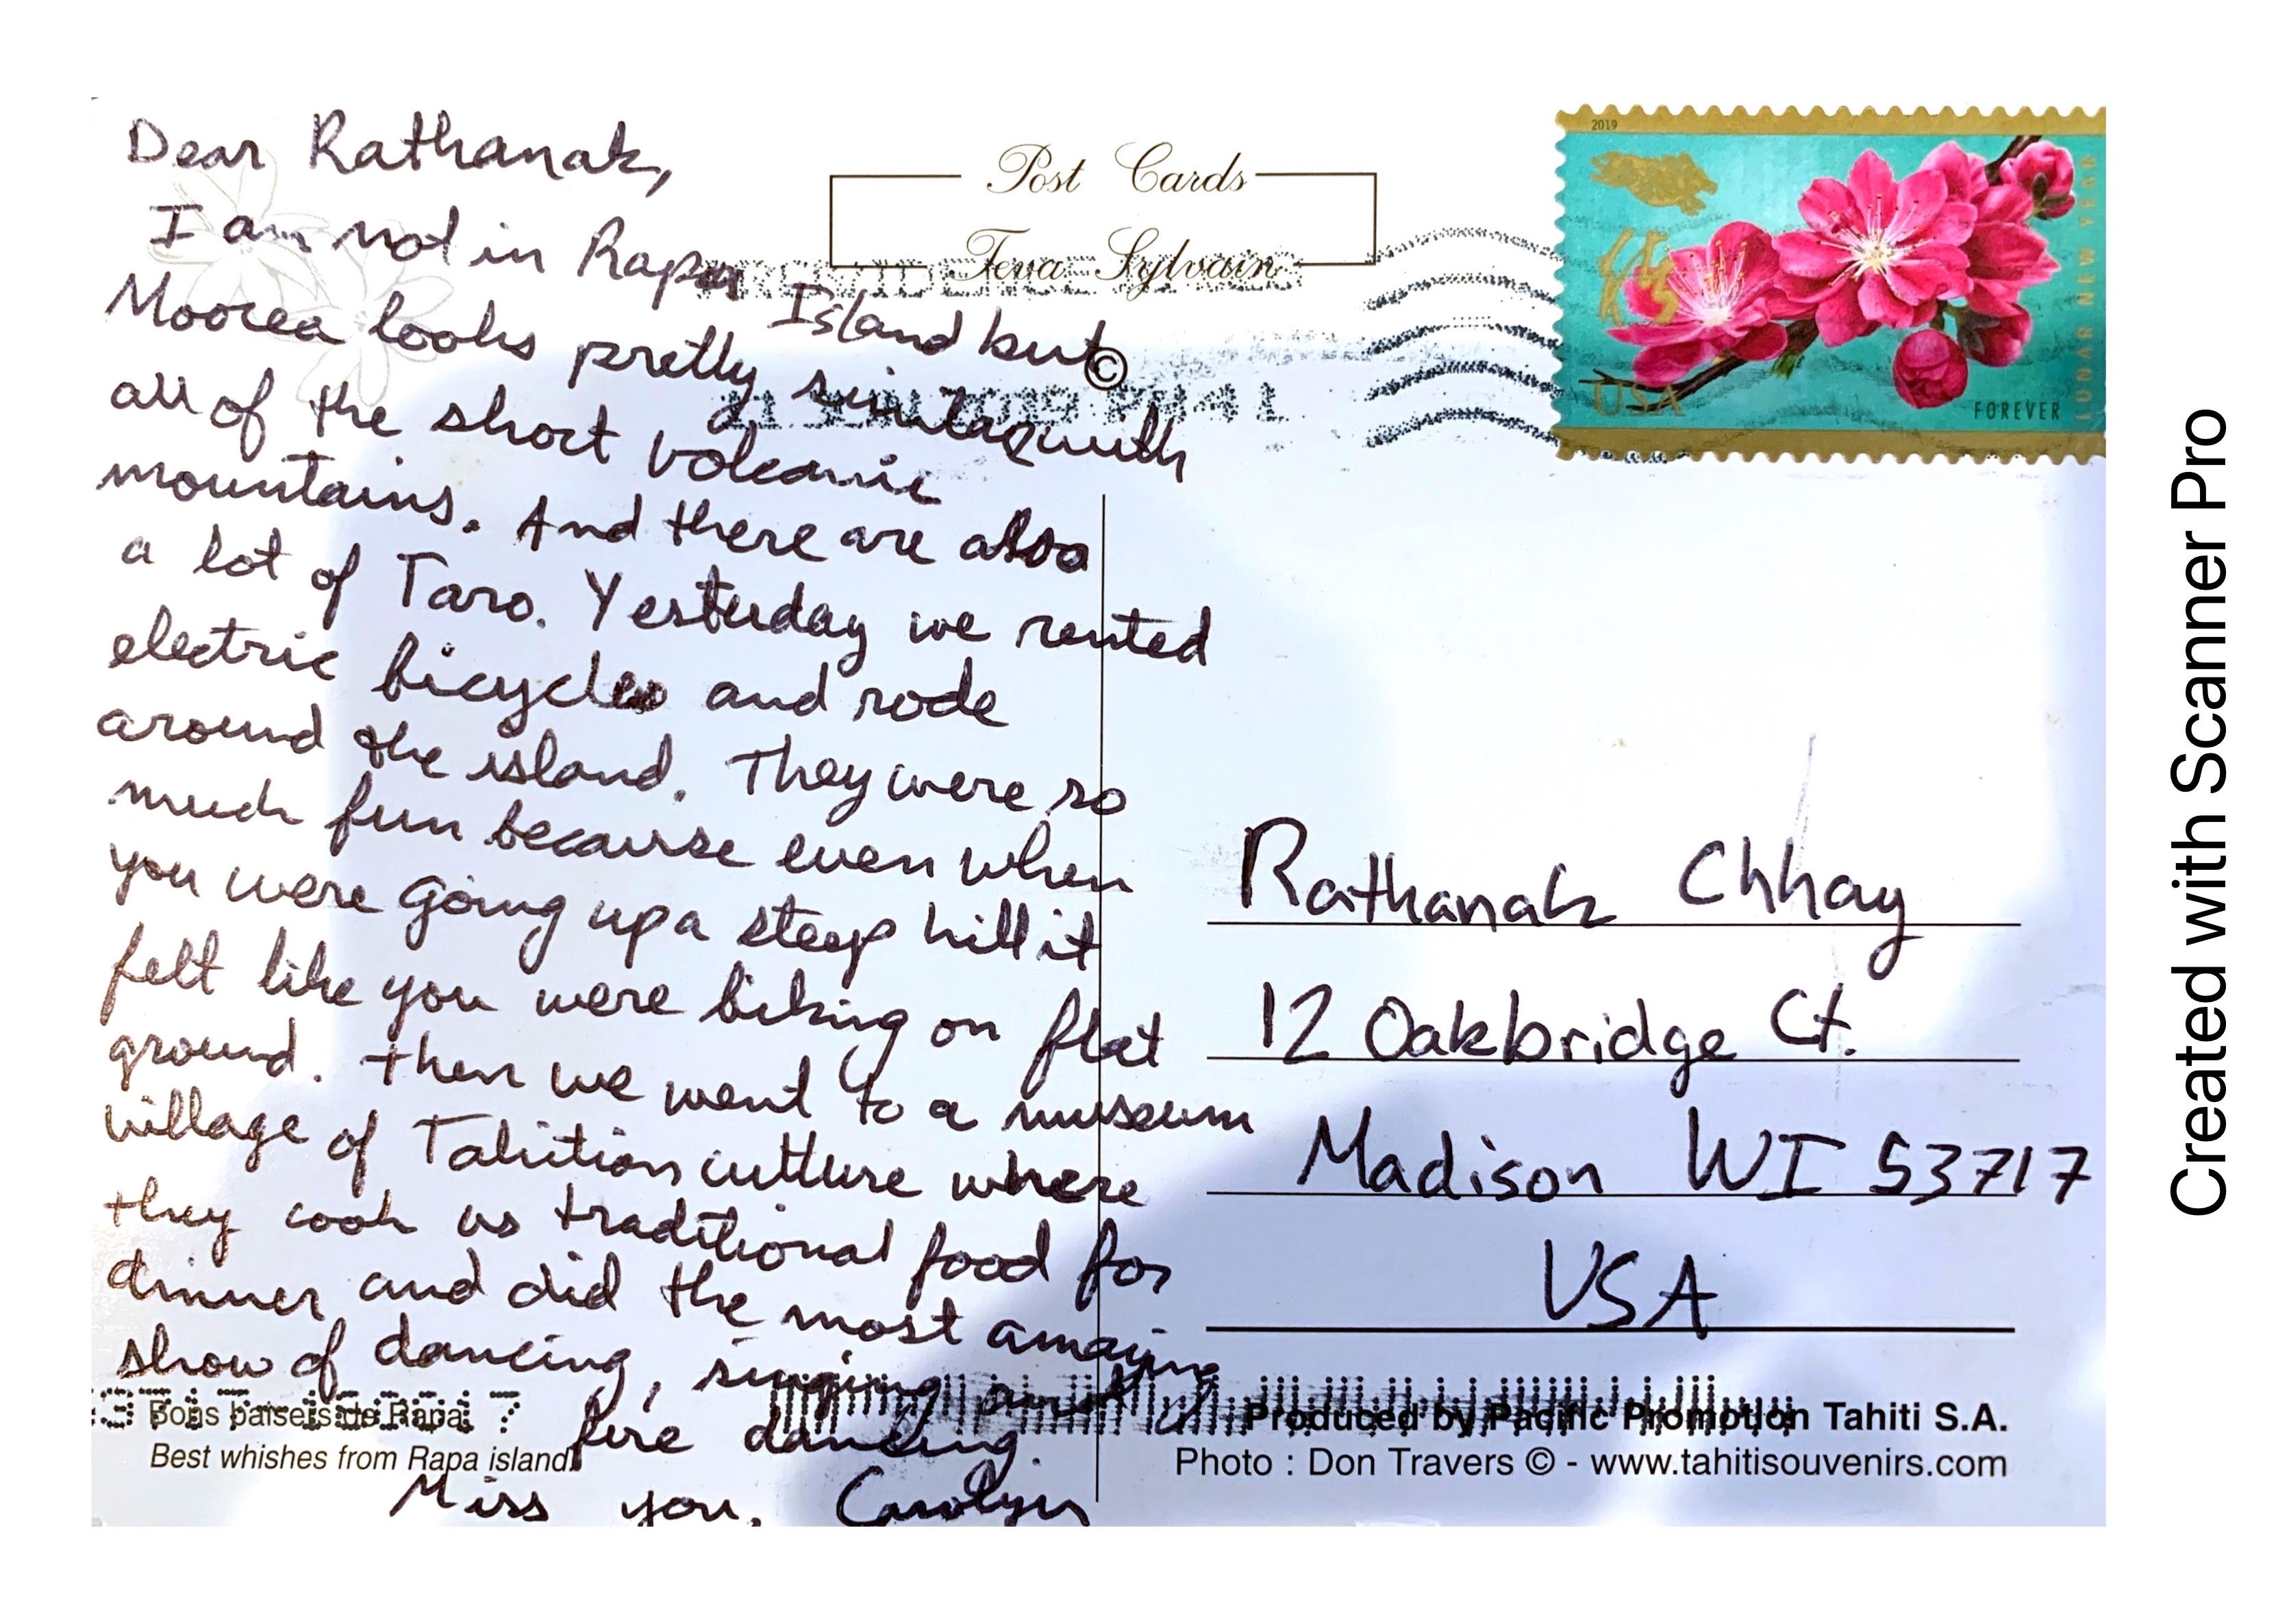 Dear Rathanak,
I am not in Rapa Island but
Moorea looks pretty similar with
all of the short volcanic
mountains. And there are also
a lot of Taro. Yesterday we rented
electric bicycles and rode
around the island. They were so
much fun because even when
you were going up a steep hill it
felt like you were biking on flat
ground. Then we went to a museum
village of Tahitian culture where
they cook us traditional food for
dinner and did the most amazing
show of dancing, singing and
fire dancing.
Miss you. Carolyn
Bons baisers de Rapa
Best whishes from Rapa island
Post Cards
Teva Sylvain
©
PROVIDENCE
21 2019 PM 4 L
2019
USA
FOREVER
LUNAR NEW YEAR
Rathanak Chhay
12 Oakbridge Ct.
Madison WI 53717
USA
Produced by Pacific Promotion Tahiti S.A.
Photo : Don Travers © - www.tahitisouvenirs.com
Created with Scanner Pro